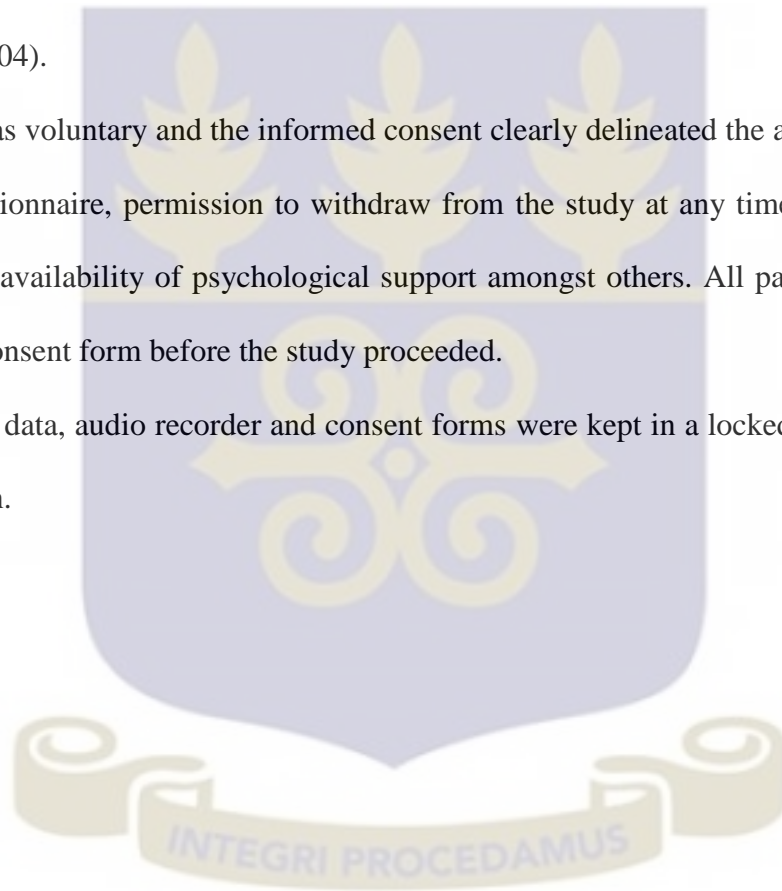 04).
as voluntary and the informed consent clearly delineated the a
ionnaire, permission to withdraw from the study at any time
availability of psychological support amongst others. All pa
onsent form before the study proceeded.
data, audio recorder and consent forms were kept in a locked
n.
INTEGRI PROCEDAMUS